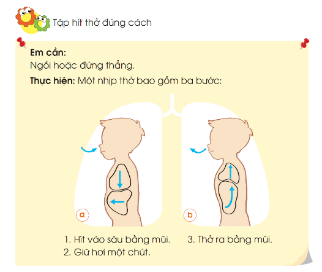 Tập hít thở đúng cách
Em cần:
Ngồi hoặc đứng thẳng.
Thực hiện: Một nhịp thở bao gồm ba bước:
a
b
1. Hít vào sâu bằng mũi.
3. Thở ra bằng mũi.
2. Giữ hơi một chút.